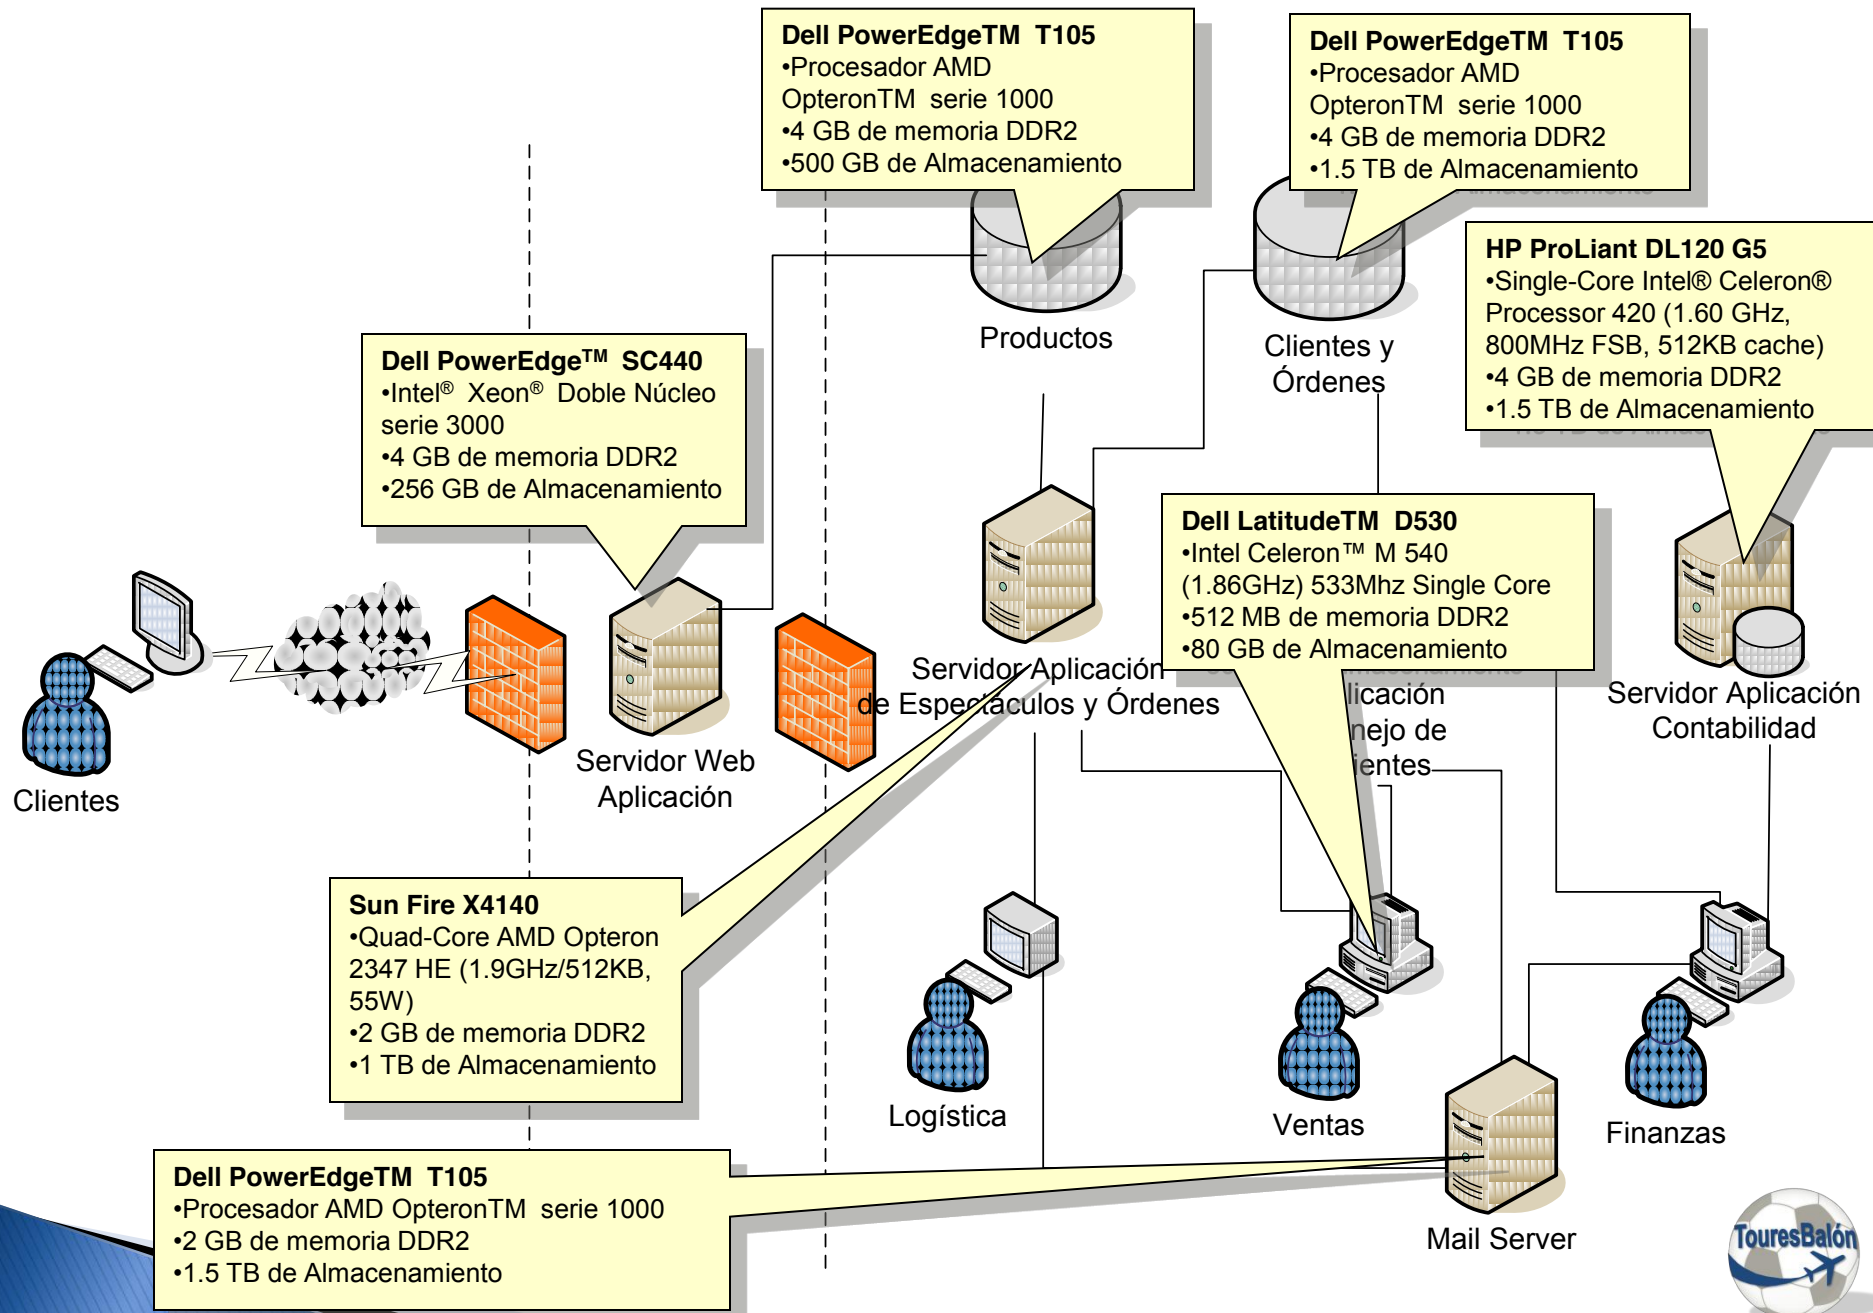 Dell PowerEdgeTM T105
•Procesador AMD
OpteronTM serie 1000
•4 GB de memoria DDR2
•500 GB de Almacenamiento
Dell PowerEdgeTM T105
•Procesador AMD
OpteronTM serie 1000
•4 GB de memoria DDR2
•1.5 TB de Almacenamiento
HP ProLiant DL120 G5
•Single-Core Intel® Celeron®
Processor 420 (1.60 GHz,
800MHz FSB, 512KB cache)
•4 GB de memoria DDR2
•1.5 TB de Almacenamiento
Productos
Clientes y
Órdenes
Dell PowerEdge™ SC440
•Intel® Xeon® Doble Núcleo
serie 3000
•4 GB de memoria DDR2
•256 GB de Almacenamiento
Dell LatitudeTM D530
•Intel Celeron™ M 540
(1.86GHz) 533Mhz Single Core
•512 MB de memoria DDR2
•80 GB de Almacenamiento
Servidor Aplicación
de Espectáculos y Órdenes
licación
nejo de
ientes
Servidor Aplicación
Contabilidad
Servidor Web
Aplicación
Clientes
Sun Fire X4140
•Quad-Core AMD Opteron
2347 HE (1.9GHz/512KB,
55W)
•2 GB de memoria DDR2
•1 TB de Almacenamiento
Logística
Ventas
Finanzas
Dell PowerEdgeTM T105
•Procesador AMD OpteronTM serie 1000
•2 GB de memoria DDR2
•1.5 TB de Almacenamiento
Mail Server
TouresBalón